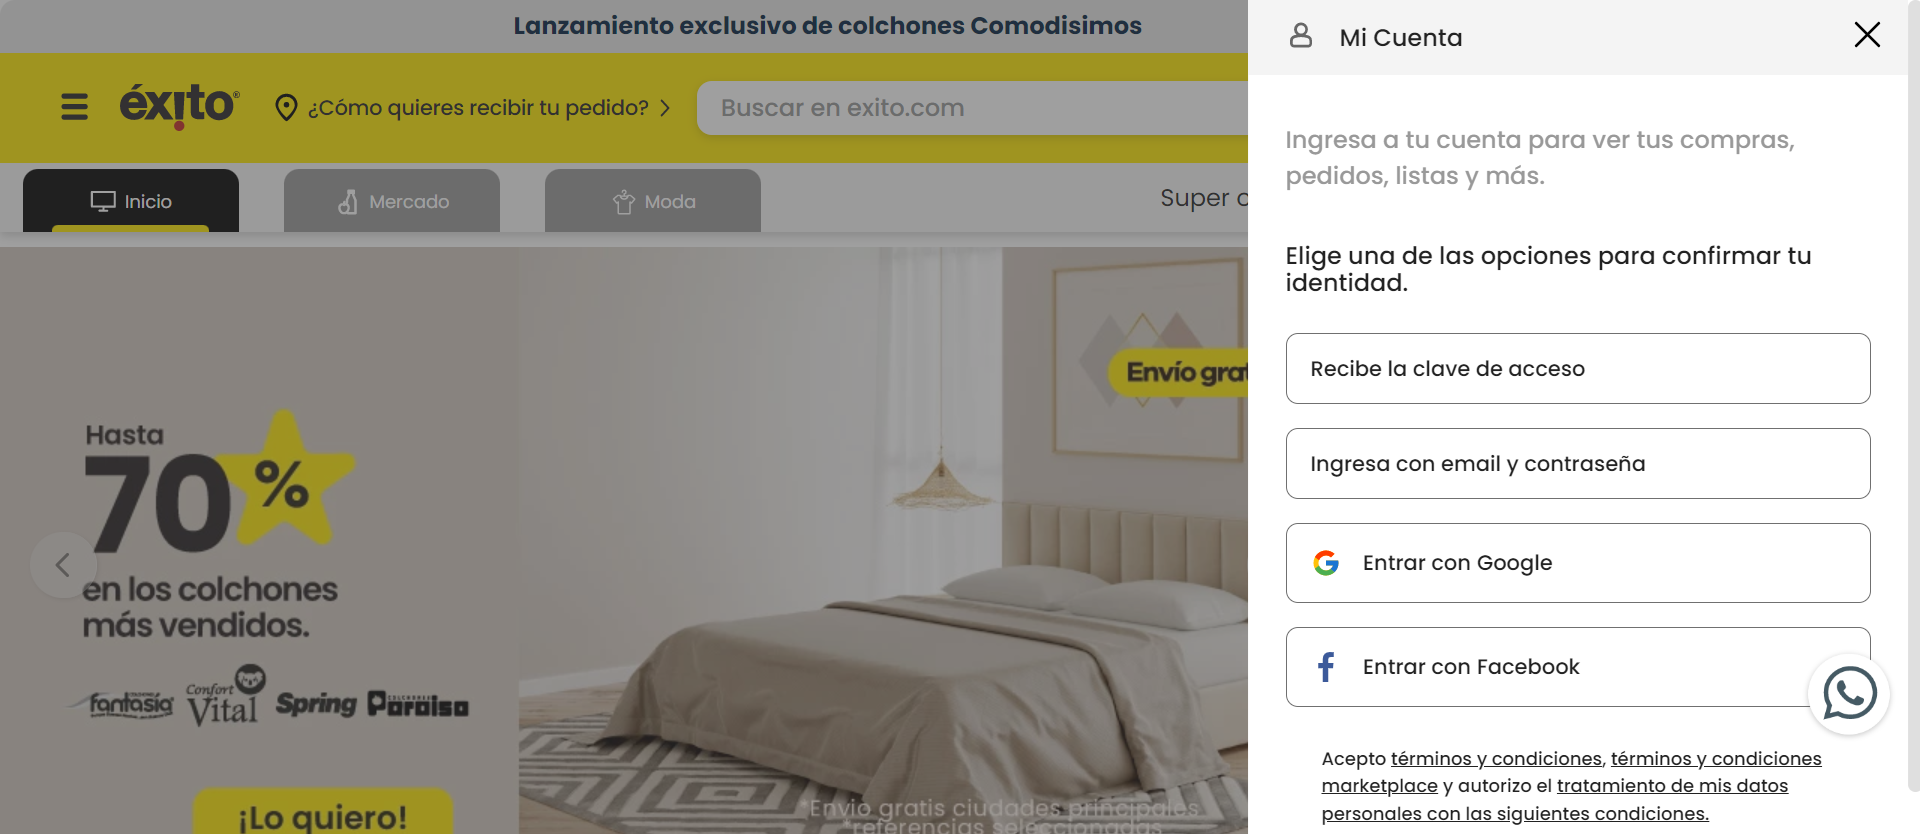 Lanzamiento exclusivo de colchones Comodisimos
éxito®
¿Cómo quieres recibir tu pedido?
Buscar en exito.com
Inicio
Mercado
Moda
Super
Envío
Hasta
70%
en los colchones
más vendidos.
fantasía
Confort
Vital
Spring
Paraiso
¡Lo quiero!
*Envio gratis ciudades principales
*referencias seleccionadas
Mi Cuenta
Ingresa a tu cuenta para ver tus compras,
pedidos, listas y más.
Elige una de las opciones para confirmar tu
identidad.
Recibe la clave de acceso
Ingresa con email y contraseña
Entrar con Google
Entrar con Facebook
Acepto términos y condiciones, términos y condiciones
marketplace y autorizo el tratamiento de mis datos
personales con las siguientes condiciones.